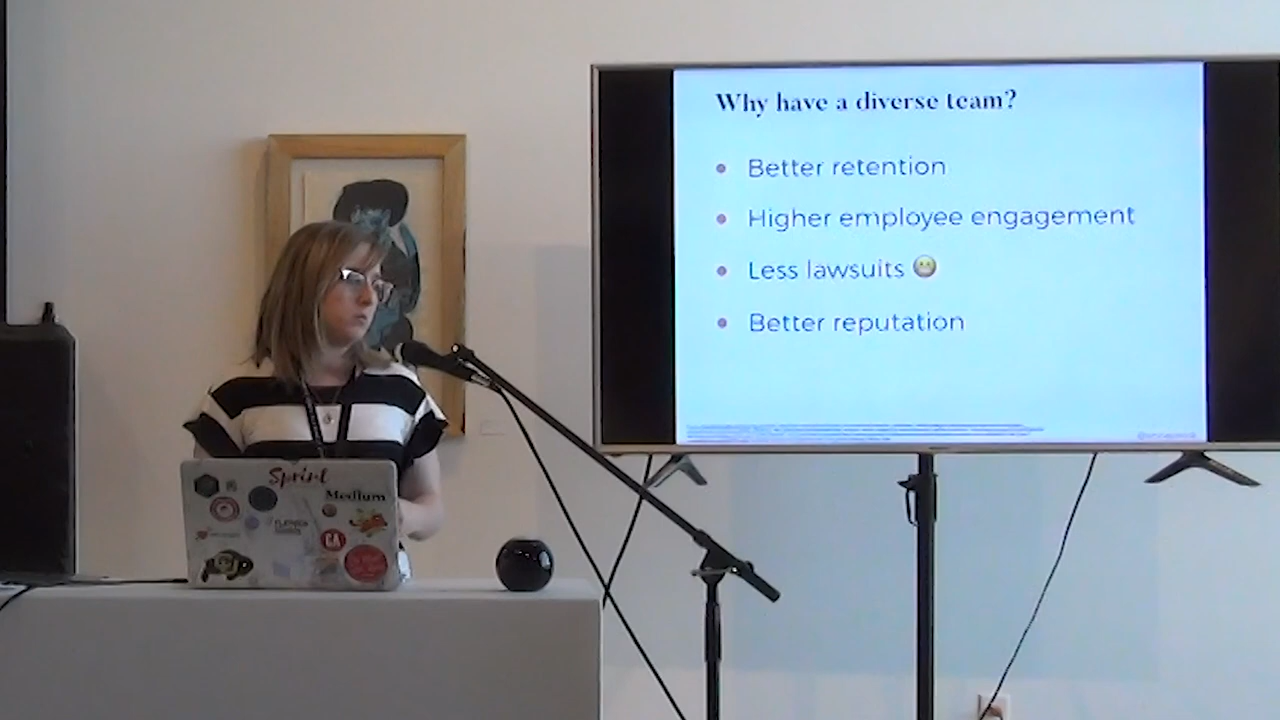 Why have a diverse team?
Better retention
Higher employee engagement
Less lawsuits 😬
Better reputation
Sprint
Medium